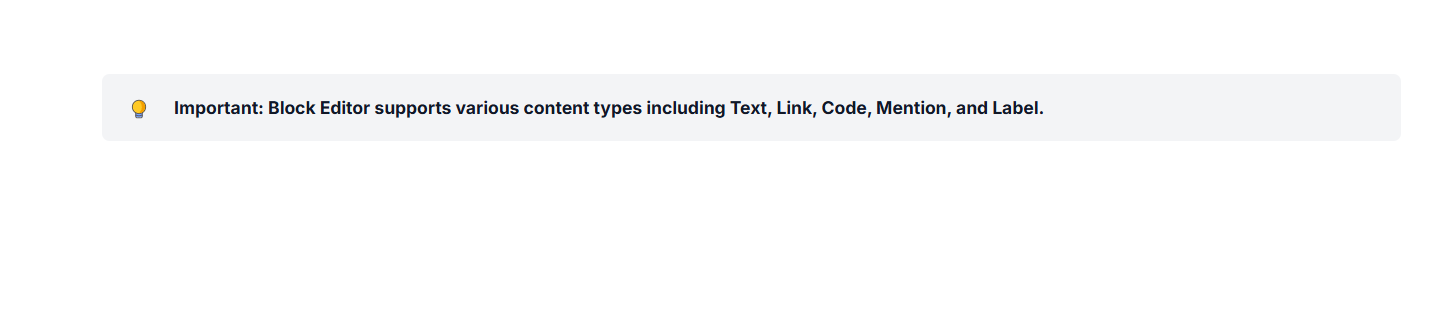 Important: Block Editor supports various content types including Text, Link, Code, Mention, and Label.